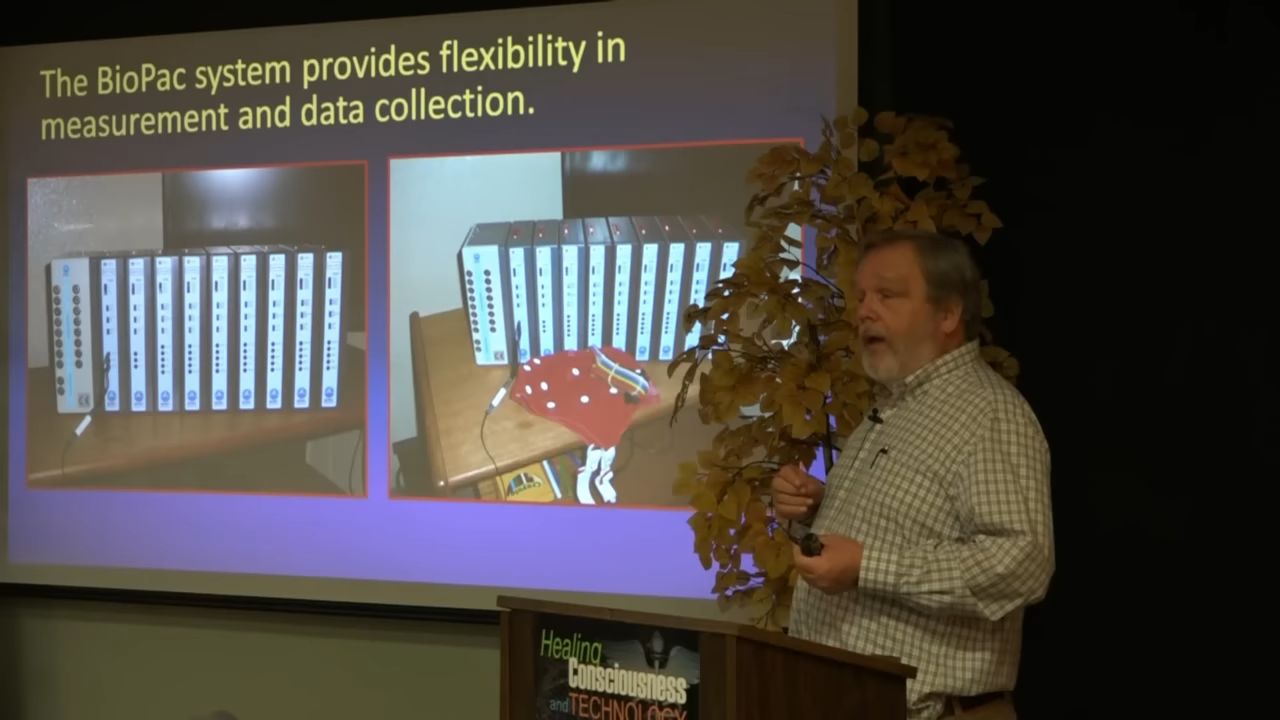 The BioPac system provides flexibility in
measurement and data collection.
Healing
Consciousness
and TECHNOLOGY